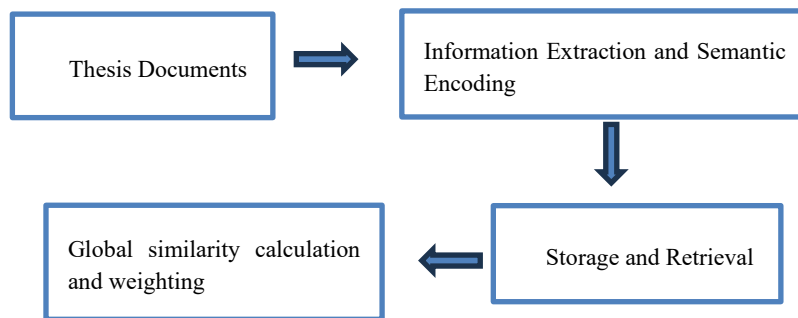 Thesis Documents
Information Extraction and Semantic
Encoding
Storage and Retrieval
Global similarity calculation
and weighting